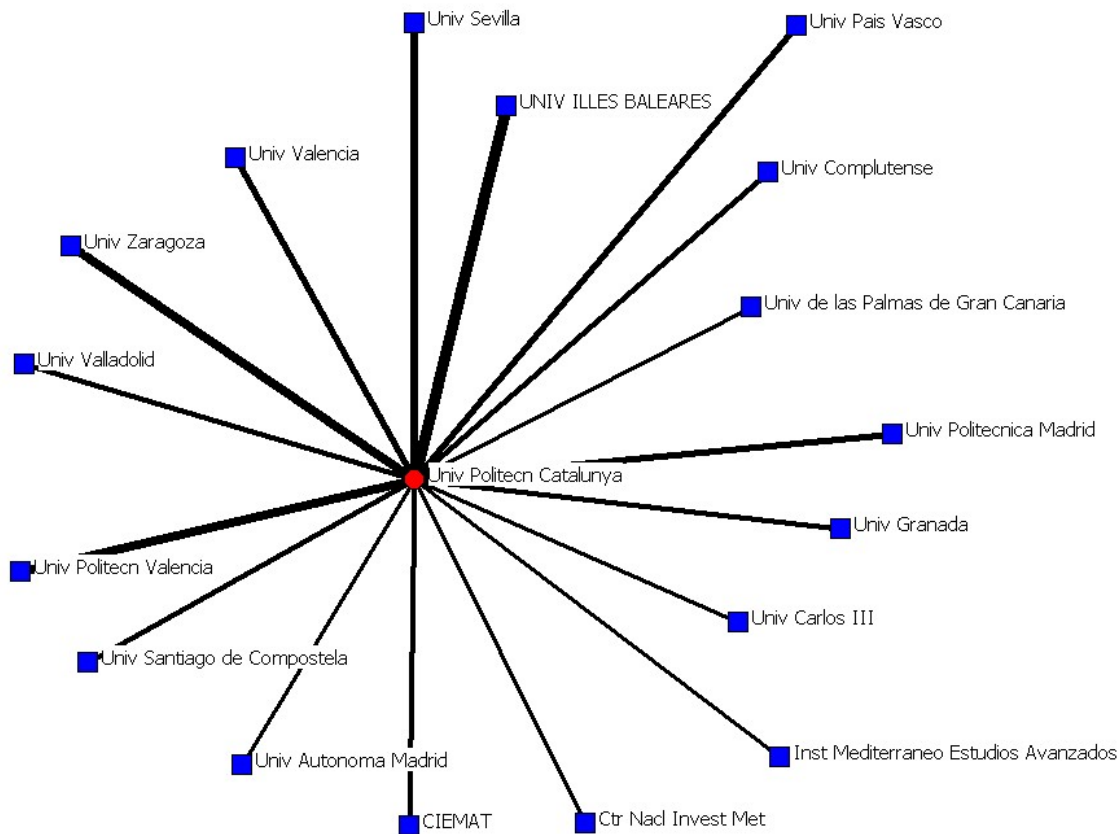 Univ Sevilla
Univ Pais Vasco
UNIV ILLES BALEARES
Univ Valencia
Univ Complutense
Univ Zaragoza
Univ de las Palmas de Gran Canaria
Univ Valladolid
Univ Politecnica Madrid
Univ Politecn Catalunya
Univ Granada
Univ Politecn Valencia
Univ Carlos III
Univ Santiago de Compostela
Inst Mediterraneo Estudios Avanzados
Univ Autonoma Madrid
CIEMAT
Ctr Nacl Invest Met